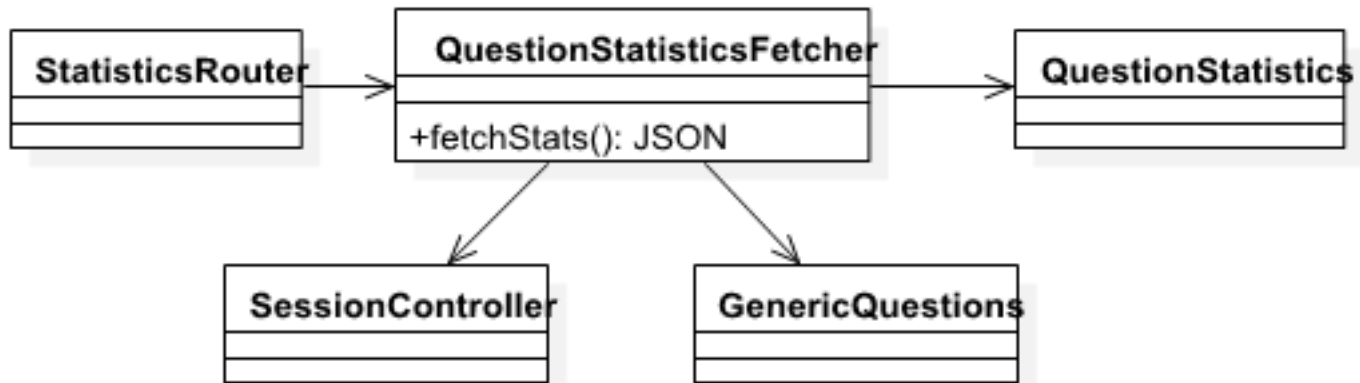 StatisticsRouter
QuestionStatisticsFetcher
+fetchStats(): JSON
QuestionStatistics
SessionController
GenericQuestions